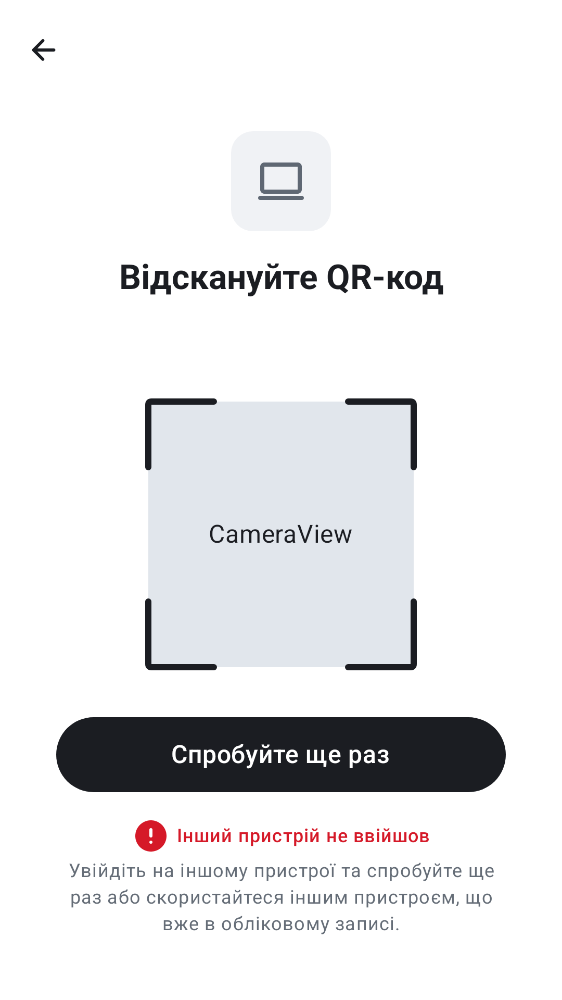 Відскануйте QR-код
CameraView
Спробуйте ще раз
Інший пристрій не ввійшов
Увійдіть на іншому пристрої та спробуйте ще
раз або скористайтеся іншим пристроєм, що
вже в обліковому записі.